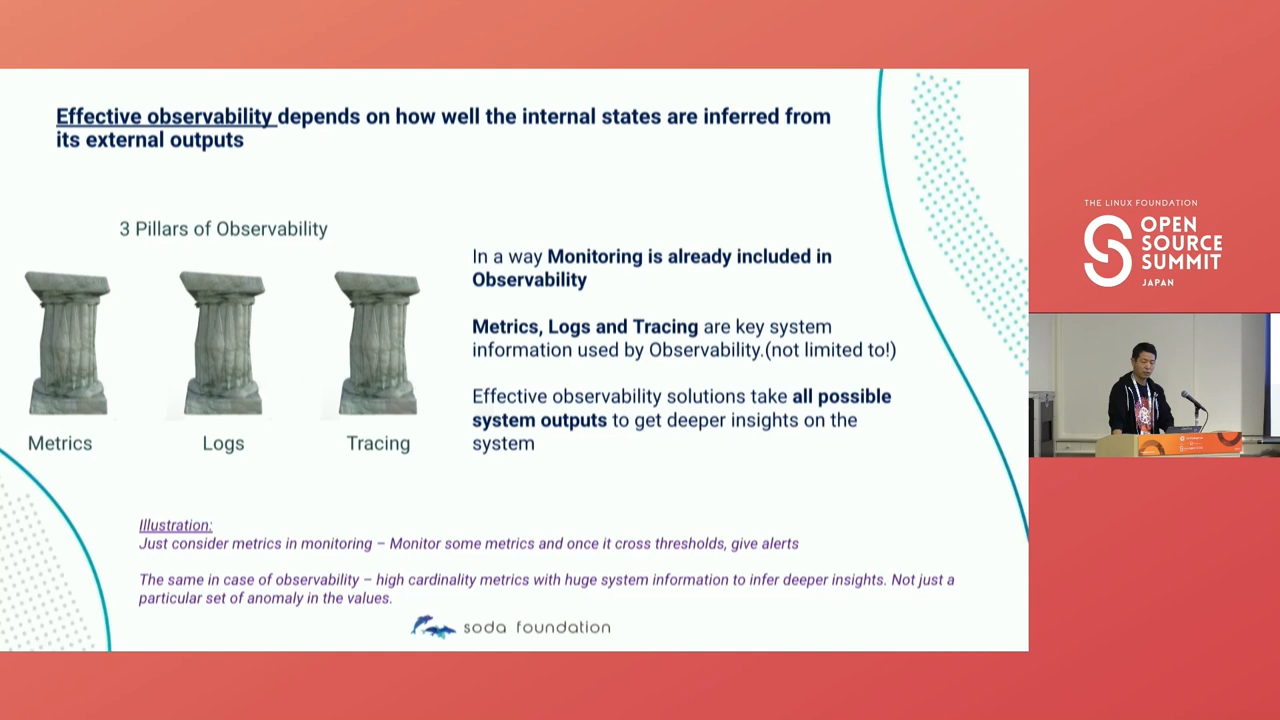 Effective observability depends on how well the internal states are inferred from
its external outputs
3 Pillars of Observability
Metrics
Logs
Tracing
In a way Monitoring is already included in
Observability
Metrics, Logs and Tracing are key system
information used by Observability.(not limited to!)
Effective observability solutions take all possible
system outputs to get deeper insights on the
system
Illustration:
Just consider metrics in monitoring – Monitor some metrics and once it cross thresholds, give alerts
The same in case of observability – high cardinality metrics with huge system information to infer deeper insights. Not just a
particular set of anomaly in the values.
soda foundation
THE LINUX FOUNDATION
OPEN
SOURCE
SUMMIT
JAPAN